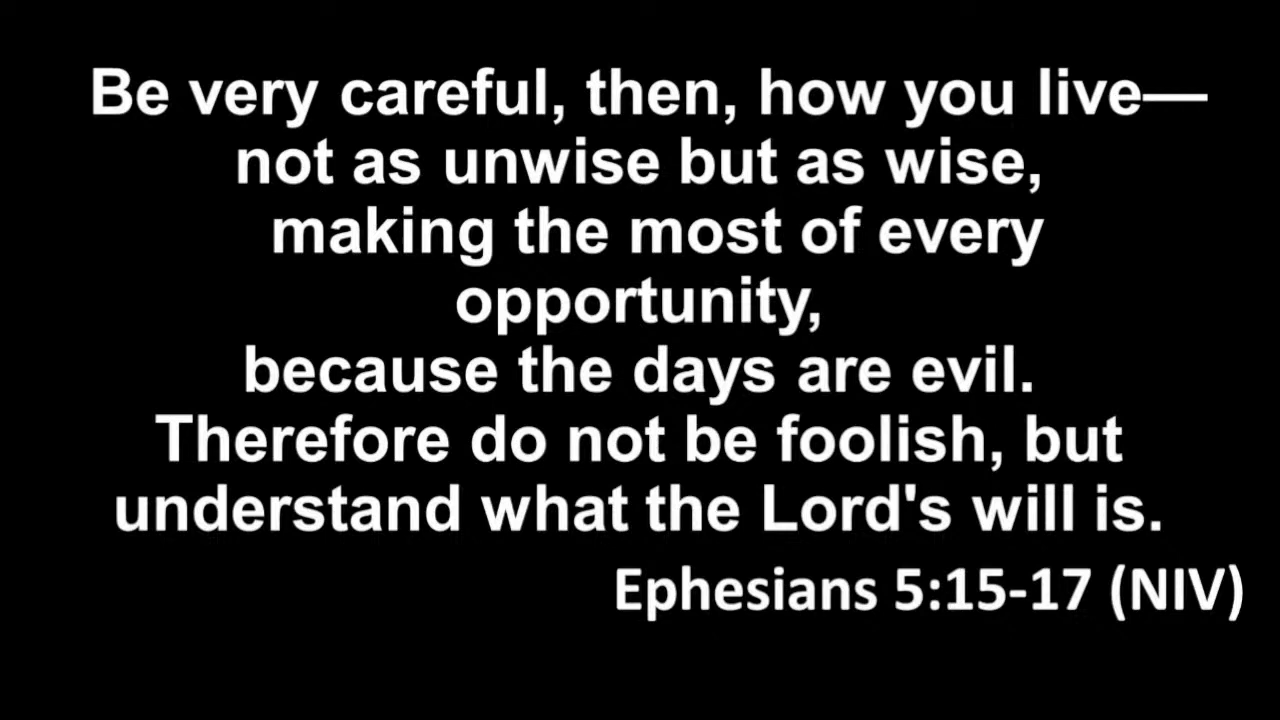 Be very careful, then, how you live—
not as unwise but as wise,
making the most of every
opportunity,
because the days are evil.
Therefore do not be foolish, but
understand what the Lord's will is.
Ephesians 5:15-17 (NIV)